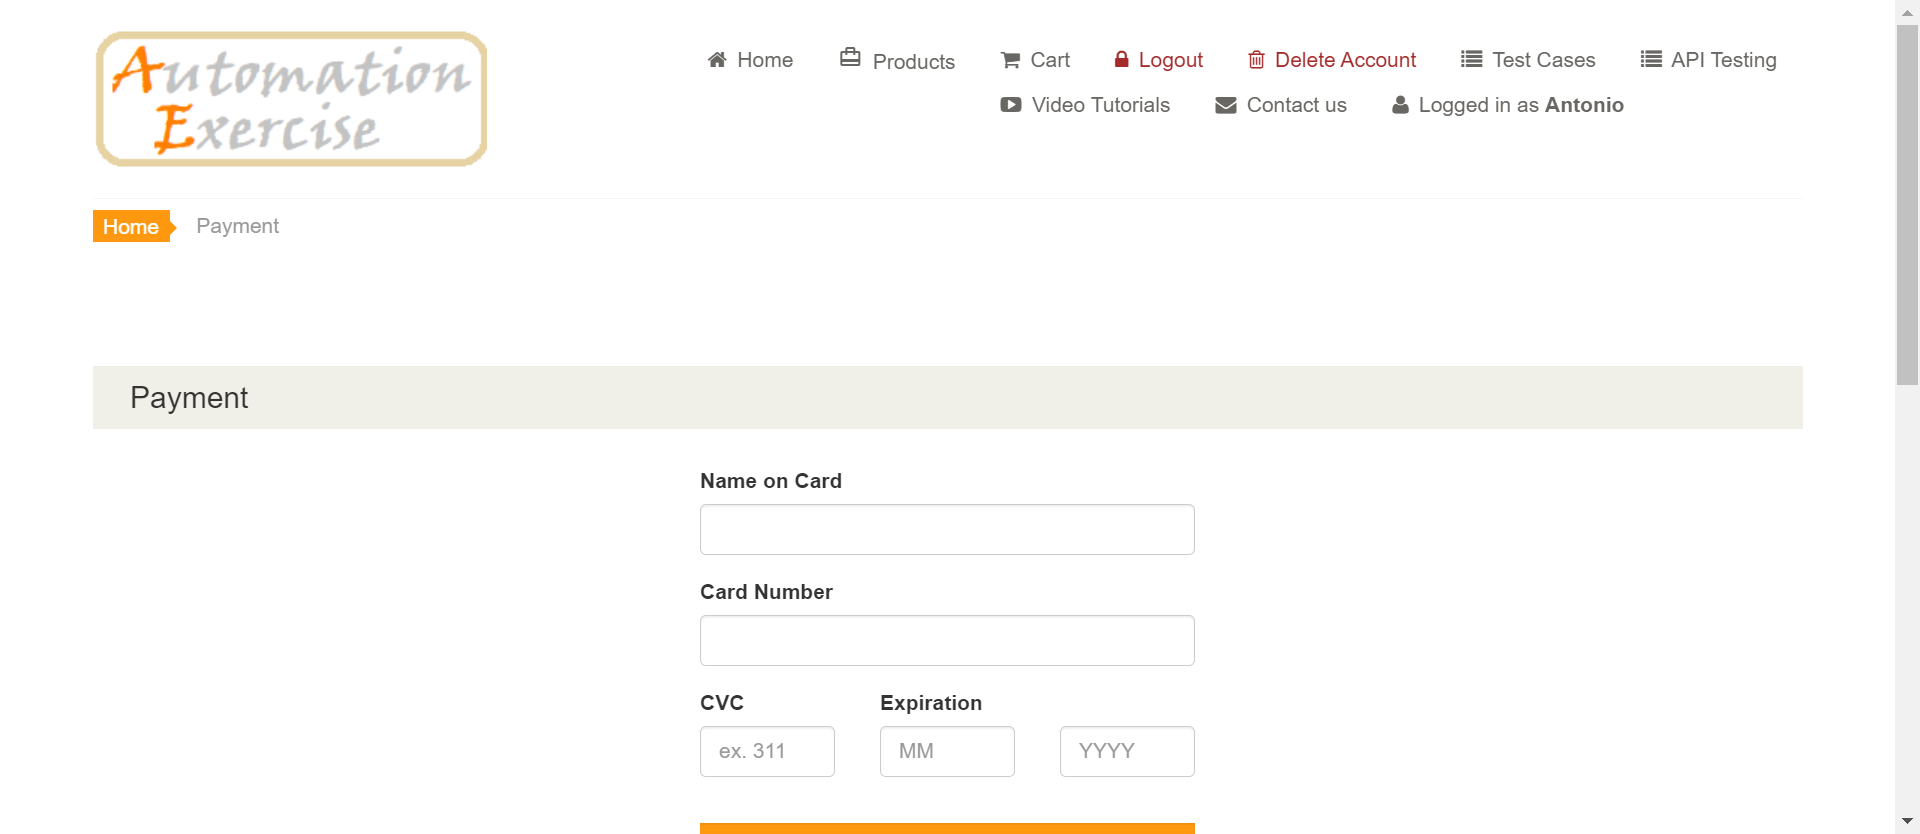 Automation
Exercise
Home Products Cart Logout Delete Account Test Cases API Testing
Video Tutorials Contact us Logged in as Antonio
Home Payment
Payment
Name on Card
Card Number
CVC Expiration
ex. 311 MM YYYY